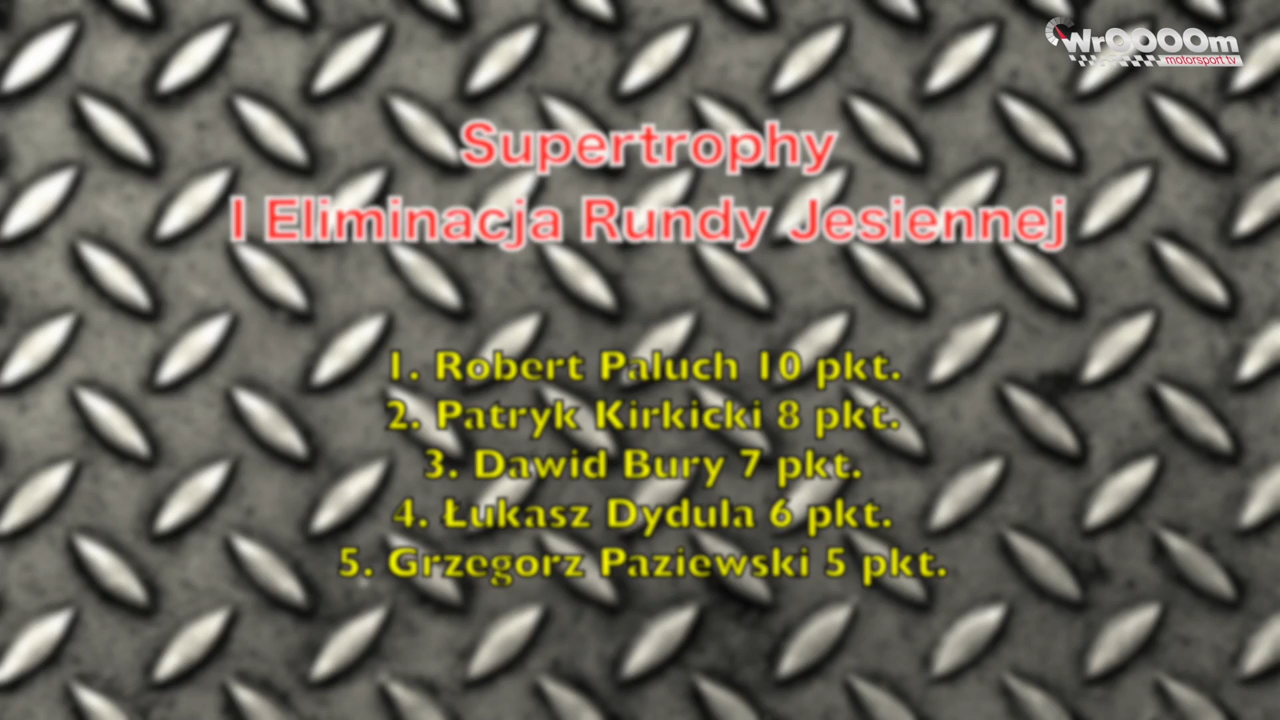 WrOOOOm
motorsport.tv
Supertrophy
I Eliminacja Rundy Jesiennej
1. Robert Paluch 10 pkt.
2. Patryk Kirkicki 8 pkt.
3. Dawid Bury 7 pkt.
4. Łukasz Dydula 6 pkt.
5. Grzegorz Paziewski 5 pkt.